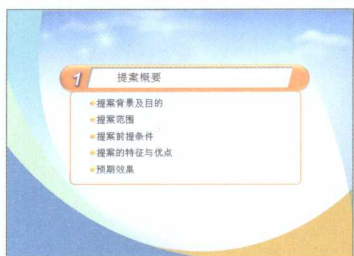 1 提案概要
提案背景及目的
提案范围
提案前提条件
提案的特征与优点
预期效果